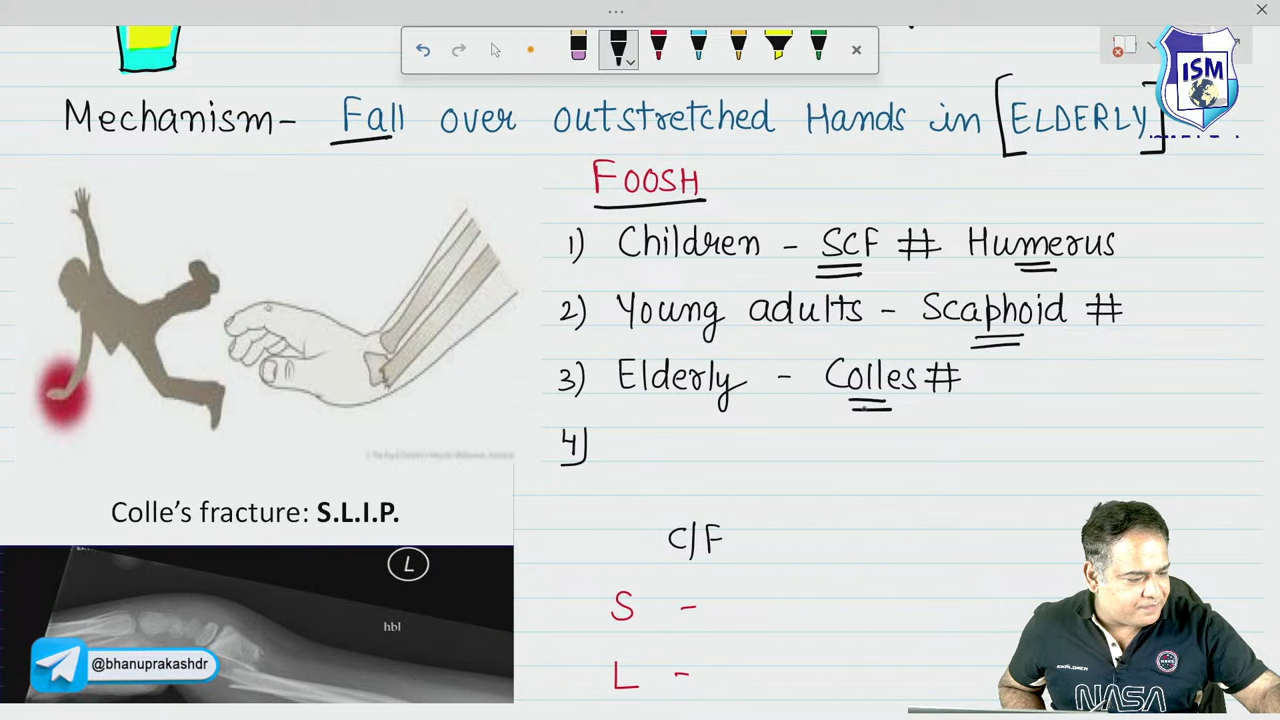 ISM
Mechanism- Fall over outstretched Hands in [ELDERLY]
FOOSH
1) Children - SCF # Humerus
2) Young adults - Scaphoid #
3) Elderly - Colles #
4)
Colle's fracture: S.L.I.P.
C/F
S -
L -
L
hbl
@bhanuprakashdr
EXPLORER
NASA